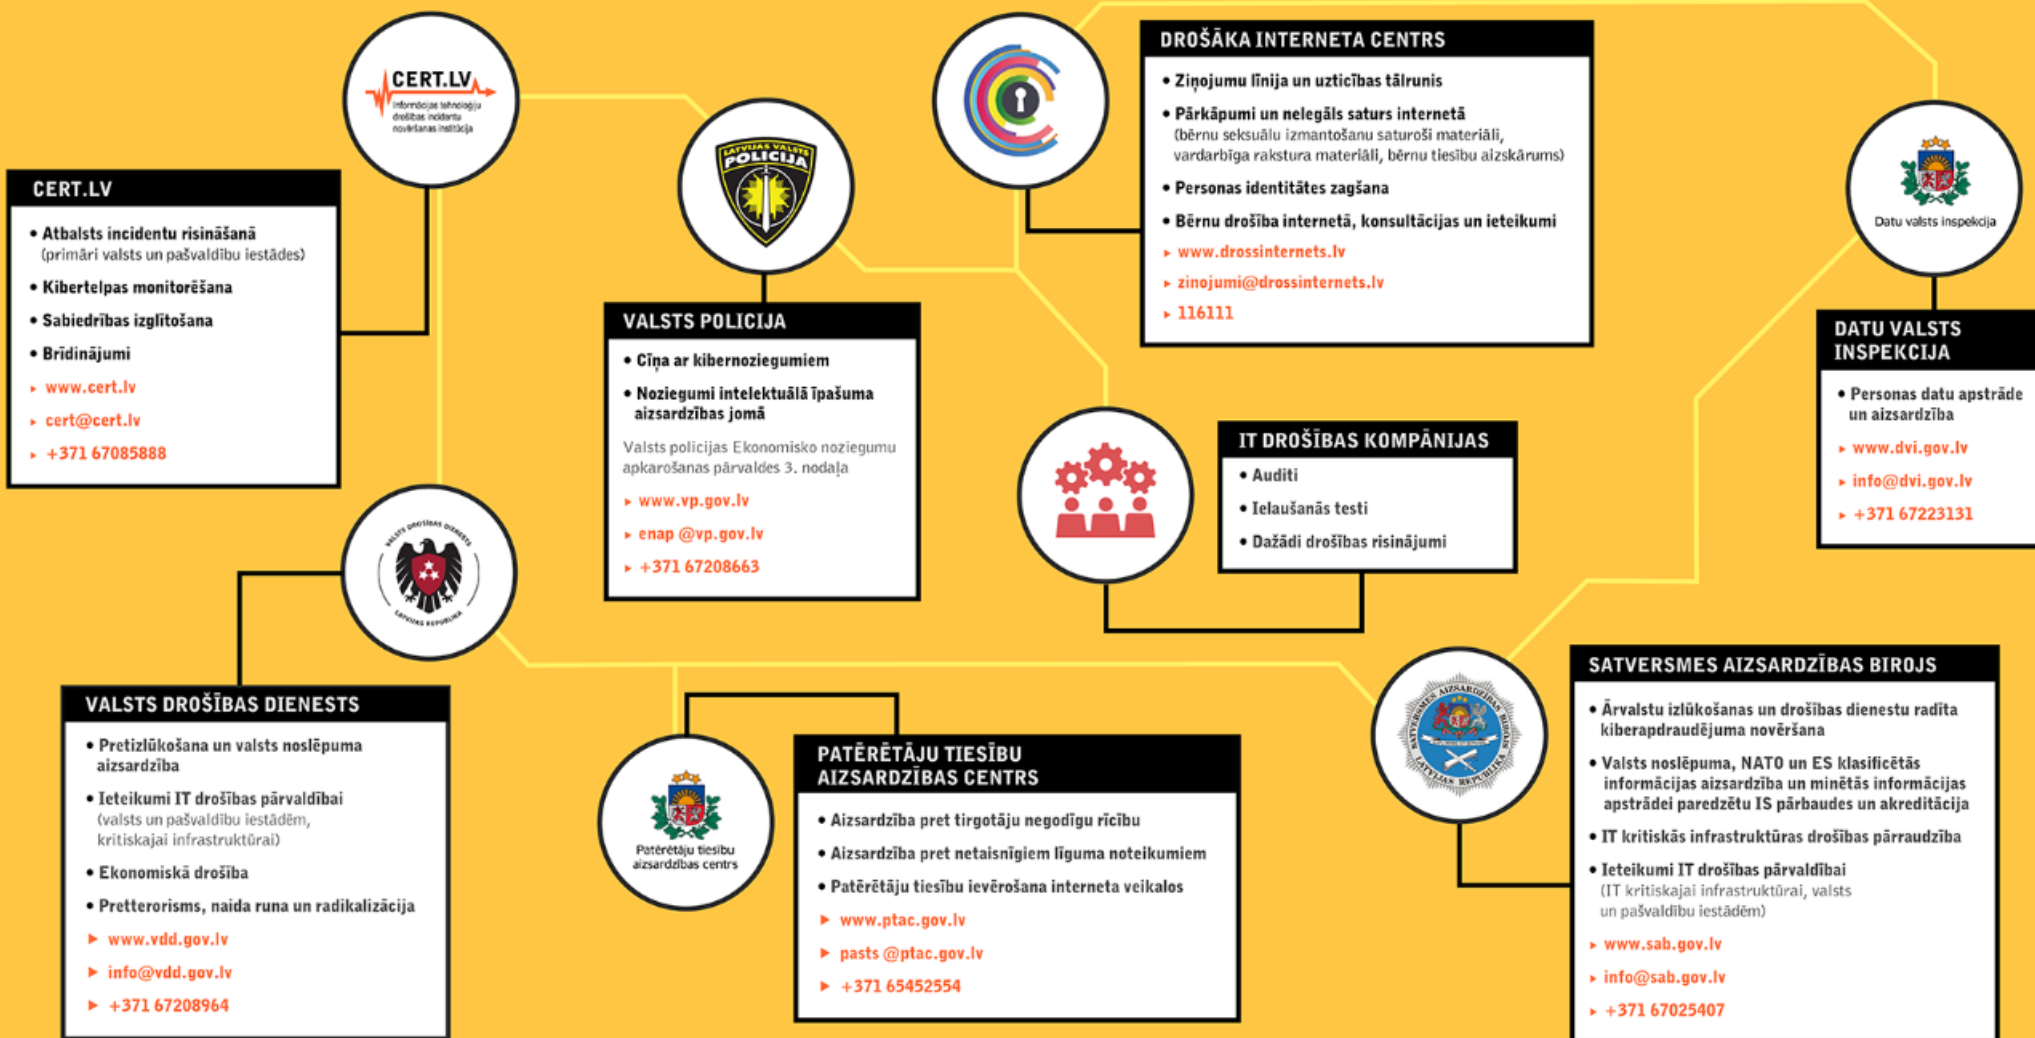 CERT.LV
Informācijas tehnoloģiju
drošības incidentu
novēršanas institūcija
CERT.LV
• Atbalsts incidentu risināšanā
(primāri valsts un pašvaldību iestādes)
• Kibertelpas monitorēšana
• Sabiedrības izglītošana
• Brīdinājumi
▸ www.cert.lv
▸ cert@cert.lv
▸ +371 67085888
LATVIJAS VALSTS
POLICIJA
VALSTS POLICIJA
• Cīņa ar kibernoziegumiem
• Noziegumi intelektuālā īpašuma
aizsardzības jomā
Valsts policijas Ekonomisko noziegumu
apkarošanas pārvaldes 3. nodaļa
▸ www.vp.gov.lv
▸ enap @vp.gov.lv
▸ +371 67208663
DROŠĀKA INTERNETA CENTRS
• Ziņojumu līnija un uzticības tālrunis
• Pārkāpumi un nelegāls saturs internetā
(bērnu seksuālu izmantošanu saturoši materiāli,
vardarbīga rakstura materiāli, bērnu tiesību aizskārums)
• Personas identitātes zagšana
• Bērnu drošība internetā, konsultācijas un ieteikumi
▸ www.drossinternets.lv
▸ zinojumi@drossinternets.lv
▸ 116111
Datu valsts inspekcija
DATU VALSTS
INSPEKCIJA
• Personas datu apstrāde
un aizsardzība
▸ www.dvi.gov.lv
▸ info@dvi.gov.lv
▸ +371 67223131
IT DROŠĪBAS KOMPĀNIJAS
• Auditi
• Ielaušanās testi
• Dažādi drošības risinājumi
VALSTS DROŠĪBAS DIENESTS
LATVIJAS REPUBLIKA
VALSTS DROŠĪBAS DIENESTS
• Pretizlūkošana un valsts noslēpuma
aizsardzība
• Ieteikumi IT drošības pārvaldībai
(valsts un pašvaldību iestādēm,
kritiskajai infrastruktūrai)
• Ekonomiskā drošība
• Pretterorisms, naida runa un radikalizācija
▸ www.vdd.gov.lv
▸ info@vdd.gov.lv
▸ +371 67208964
Patērētāju tiesību
aizsardzības centrs
PATĒRĒTĀJU TIESĪBU
AIZSARDZĪBAS CENTRS
• Aizsardzība pret tirgotāju negodīgu rīcību
• Aizsardzība pret netaisnīgiem līguma noteikumiem
• Patērētāju tiesību ievērošana interneta veikalos
▸ www.ptac.gov.lv
▸ pasts @ptac.gov.lv
▸ +371 65452554
SATVERSMES AIZSARDZĪBAS BIROJS
LATVIJAS REPUBLIKA
SATVERSMES AIZSARDZĪBAS BIROJS
• Ārvalstu izlūkošanas un drošības dienestu radīta
kiberapdraudējuma novēršana
• Valsts noslēpuma, NATO un ES klasificētās
informācijas aizsardzība un minētās informācijas
apstrādei paredzētu IS pārbaudes un akreditācija
• IT kritiskās infrastruktūras drošības pārraudzība
• Ieteikumi IT drošības pārvaldībai
(IT kritiskajai infrastruktūrai, valsts
un pašvaldību iestādēm)
▸ www.sab.gov.lv
▸ info@sab.gov.lv
▸ +371 67025407